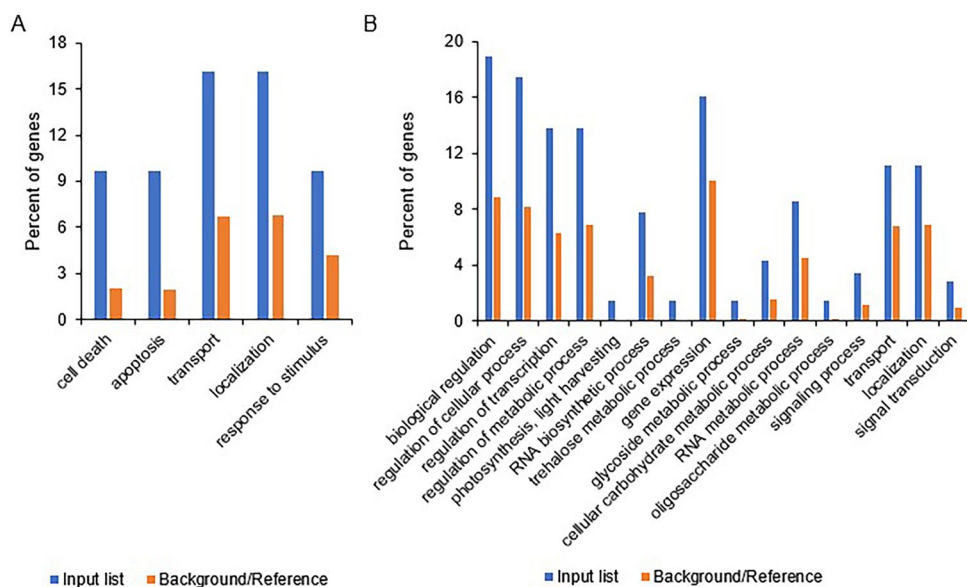 A
Percent of genes
18
15
12
9
6
3
0
cell death
apoptosis
transport
localization
response to stimulus
Input list
Background/Reference
B
Percent of genes
20
16
12
8
4
0
biological regulation
regulation of cellular process
regulation of transcription
regulation of metabolic process
photosynthesis, light harvesting
RNA biosynthetic process
trehalose metabolic process
gene expression
glycoside metabolic process
cellular carbohydrate metabolic process
RNA metabolic process
oligosaccharide metabolic process
signaling process
transport
localization
signal transduction
Input list
Background/Reference